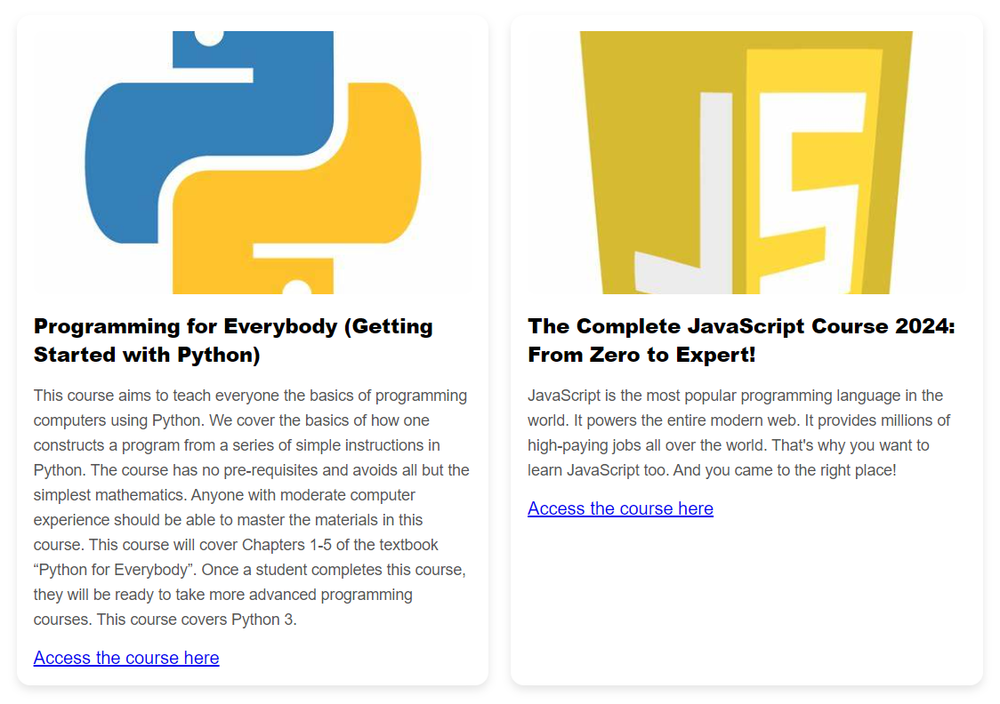 JS
Programming for Everybody (Getting
Started with Python)
This course aims to teach everyone the basics of programming
computers using Python. We cover the basics of how one
constructs a program from a series of simple instructions in
Python. The course has no pre-requisites and avoids all but the
simplest mathematics. Anyone with moderate computer
experience should be able to master the materials in this
course. This course will cover Chapters 1-5 of the textbook
“Python for Everybody”. Once a student completes this course,
they will be ready to take more advanced programming
courses. This course covers Python 3.
Access the course here
The Complete JavaScript Course 2024:
From Zero to Expert!
JavaScript is the most popular programming language in the
world. It powers the entire modern web. It provides millions of
high-paying jobs all over the world. That's why you want to
learn JavaScript too. And you came to the right place!
Access the course here